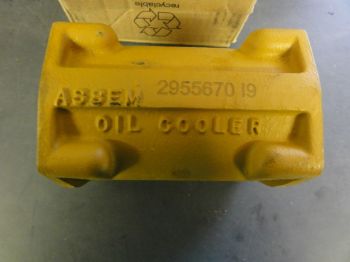 recyclable
ASSEM 2955670 19
OIL COOLER